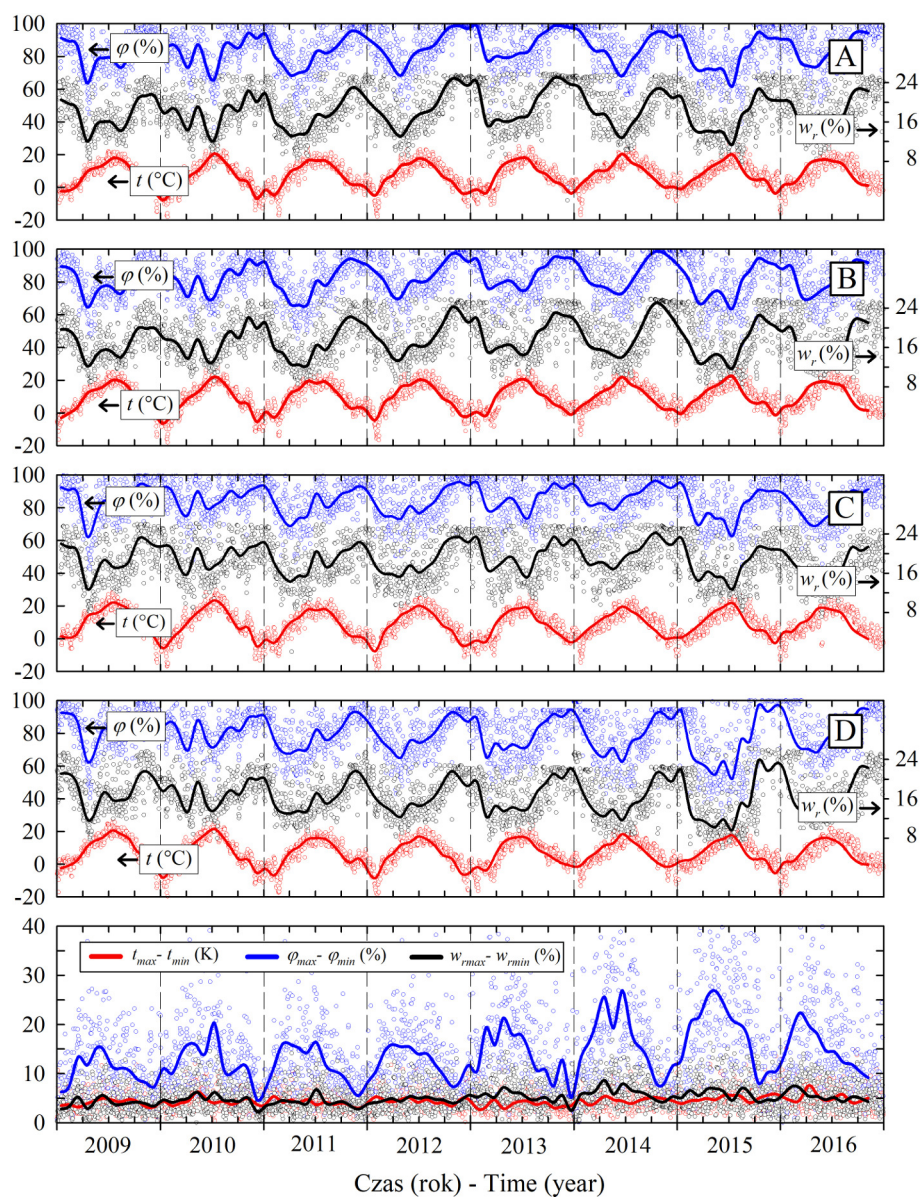 100
80
60
40
20
0
-20
φ (%)
A
24
16
8
w_r (%)
t (°C)
100
80
60
40
20
0
-20
φ (%)
B
24
16
8
w_r (%)
t (°C)
100
80
60
40
20
0
-20
φ (%)
C
24
16
8
w_r (%)
t (°C)
100
80
60
40
20
0
-20
φ (%)
D
24
16
8
w_r (%)
t (°C)
40
30
20
10
0
t_max- t_min (K) φ_max- φ_min (%) w_rmax- w_rmin (%)
2009 2010 2011 2012 2013 2014 2015 2016
Czas (rok) - Time (year)